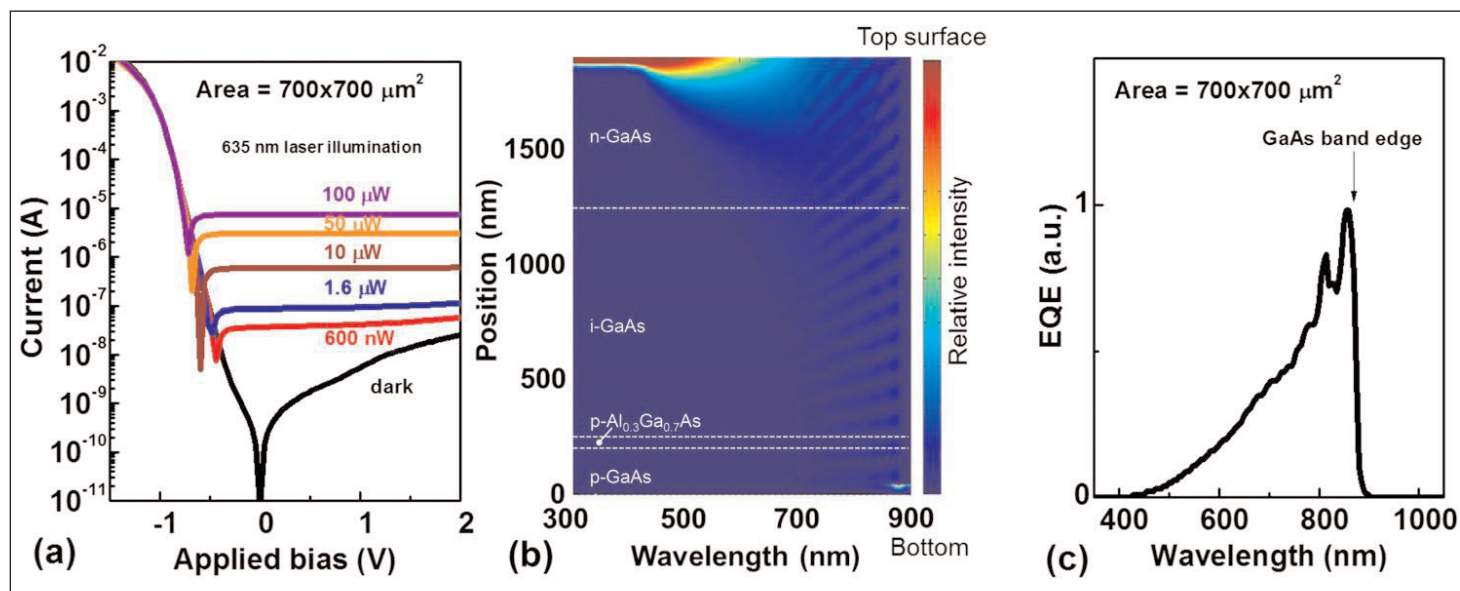 10⁻²
10⁻³
10⁻⁴
10⁻⁵
10⁻⁶
10⁻⁷
10⁻⁸
10⁻⁹
10⁻¹⁰
10⁻¹¹
Current (A)
Area = 700x700 μm²
635 nm laser illumination
100 μW
50 μW
10 μW
1.6 μW
600 nW
dark
-1 0 1 2
Applied bias (V)
(a)
Top surface
Position (nm)
1500
1000
500
0
n-GaAs
i-GaAs
p-Al₀.₃Ga₀.₇As
p-GaAs
300 500 700 900
Wavelength (nm)
Relative intensity
Bottom
(b)
Area = 700x700 μm²
GaAs band edge
EQE (a.u.)
1
0
400 600 800 1000
Wavelength (nm)
(c)